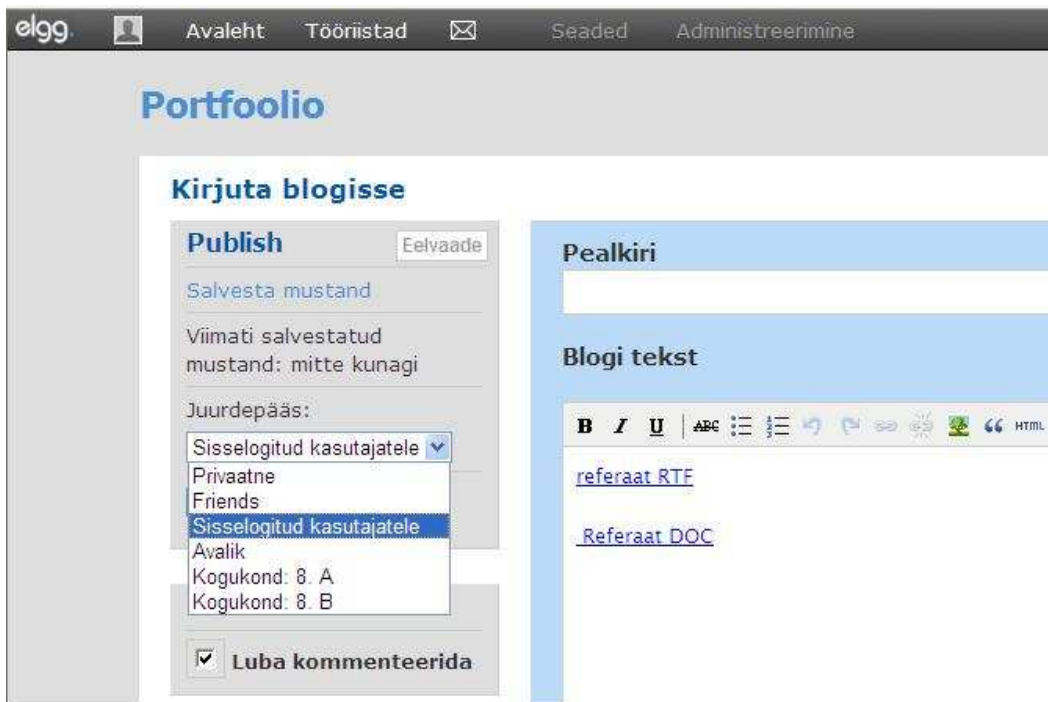 elgg. Avaleht Tööriistad Seaded Administreerimine
Portfoolio
Kirjuta blogisse
Publish Eelvaade
Salvesta mustand
Viimati salvestatud
mustand: mitte kunagi
Juurdepääs:
Sisselogitud kasutajatele
Privaatne
Friends
Sisselogitud kasutajatele
Avalik
Kogukond: 8. A
Kogukond: 8. B
Luba kommenteerida
Pealkiri
Blogi tekst
B I U ABC HTML
referaat RTF
Referaat DOC